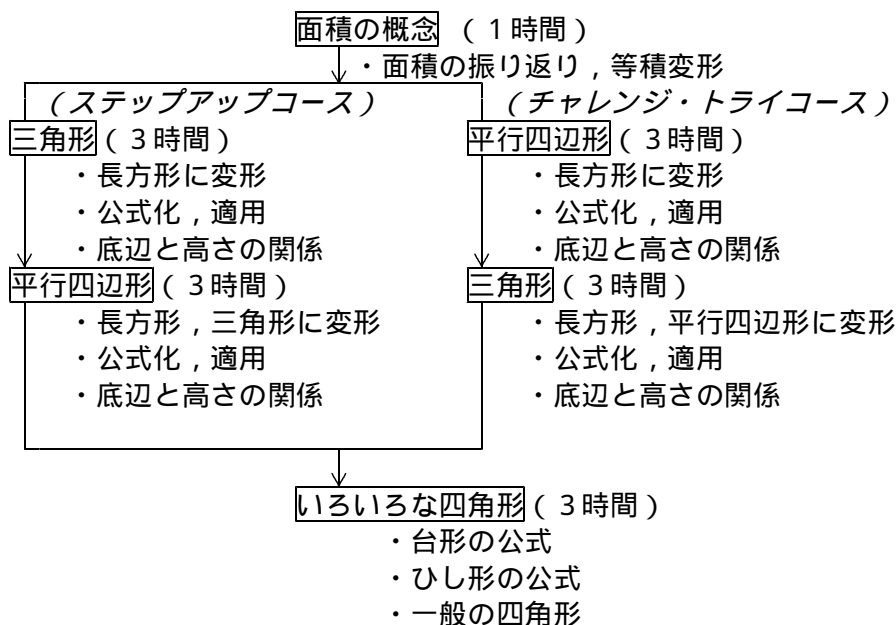 面積の概念 (1時間)
・面積の振り返り,等積変形
(ステップアップコース)
三角形(3時間)
・長方形に変形
・公式化,適用
・底辺と高さの関係
平行四辺形(3時間)
・長方形,三角形に変形
・公式化,適用
・底辺と高さの関係
(チャレンジ・トライコース)
平行四辺形(3時間)
・長方形に変形
・公式化,適用
・底辺と高さの関係
三角形(3時間)
・長方形,平行四辺形に変形
・公式化,適用
・底辺と高さの関係
いろいろな四角形(3時間)
・台形の公式
・ひし形の公式
・一般の四角形